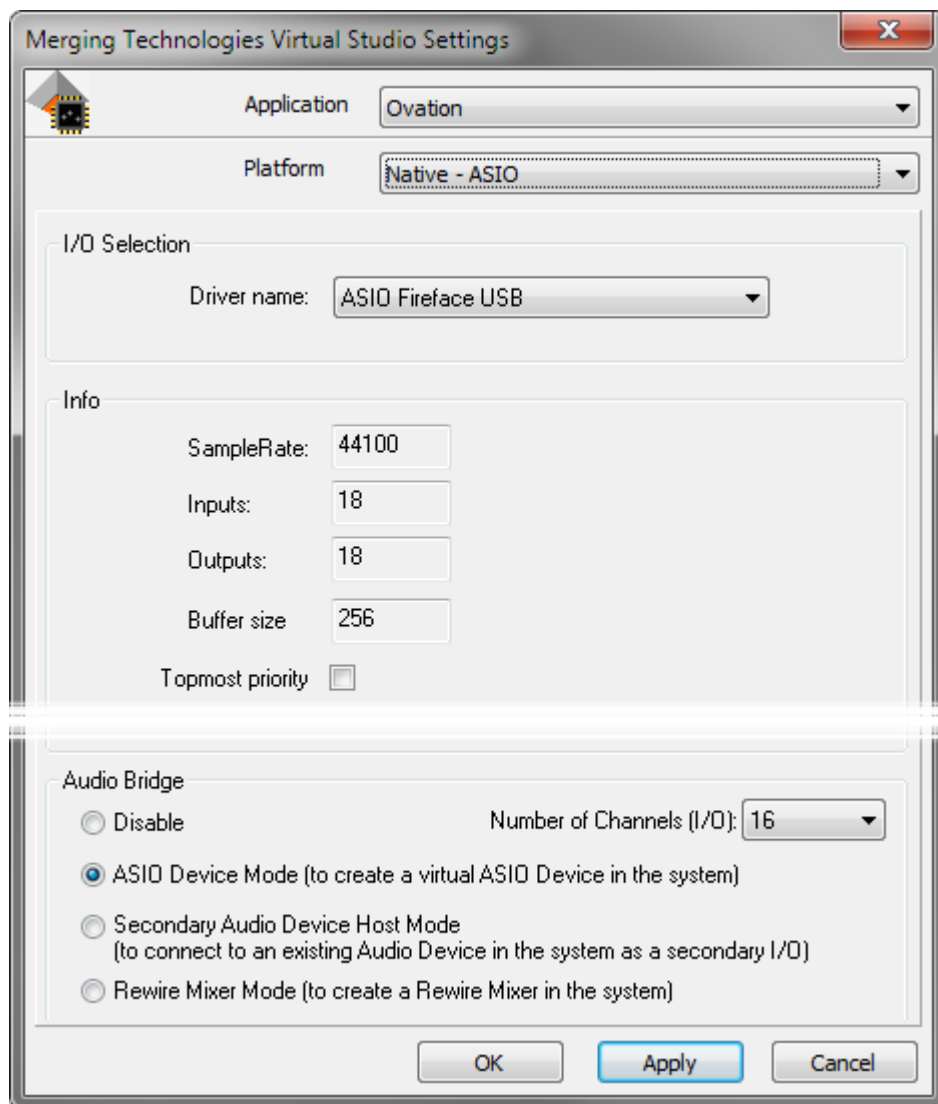 Merging Technologies Virtual Studio Settings
Application Ovation
Platform Native - ASIO
I/O Selection
Driver name: ASIO Fireface USB
Info
SampleRate: 44100
Inputs: 18
Outputs: 18
Buffer size 256
Topmost priority
Audio Bridge
Disable Number of Channels (I/O): 16
ASIO Device Mode (to create a virtual ASIO Device in the system)
Secondary Audio Device Host Mode
(to connect to an existing Audio Device in the system as a secondary I/O)
Rewire Mixer Mode (to create a Rewire Mixer in the system)
OK Apply Cancel